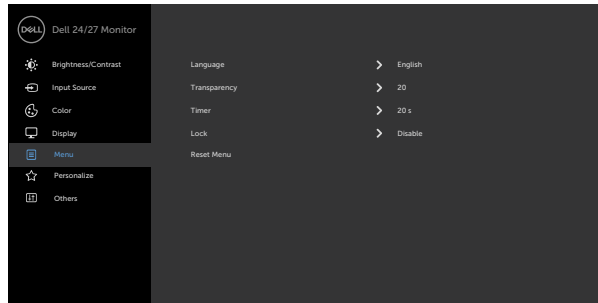 DELL Dell 24/27 Monitor
Brightness/Contrast Language English
Input Source Transparency 20
Color Timer 20 s
Display Lock Disable
Menu Reset Menu
Personalize
Others